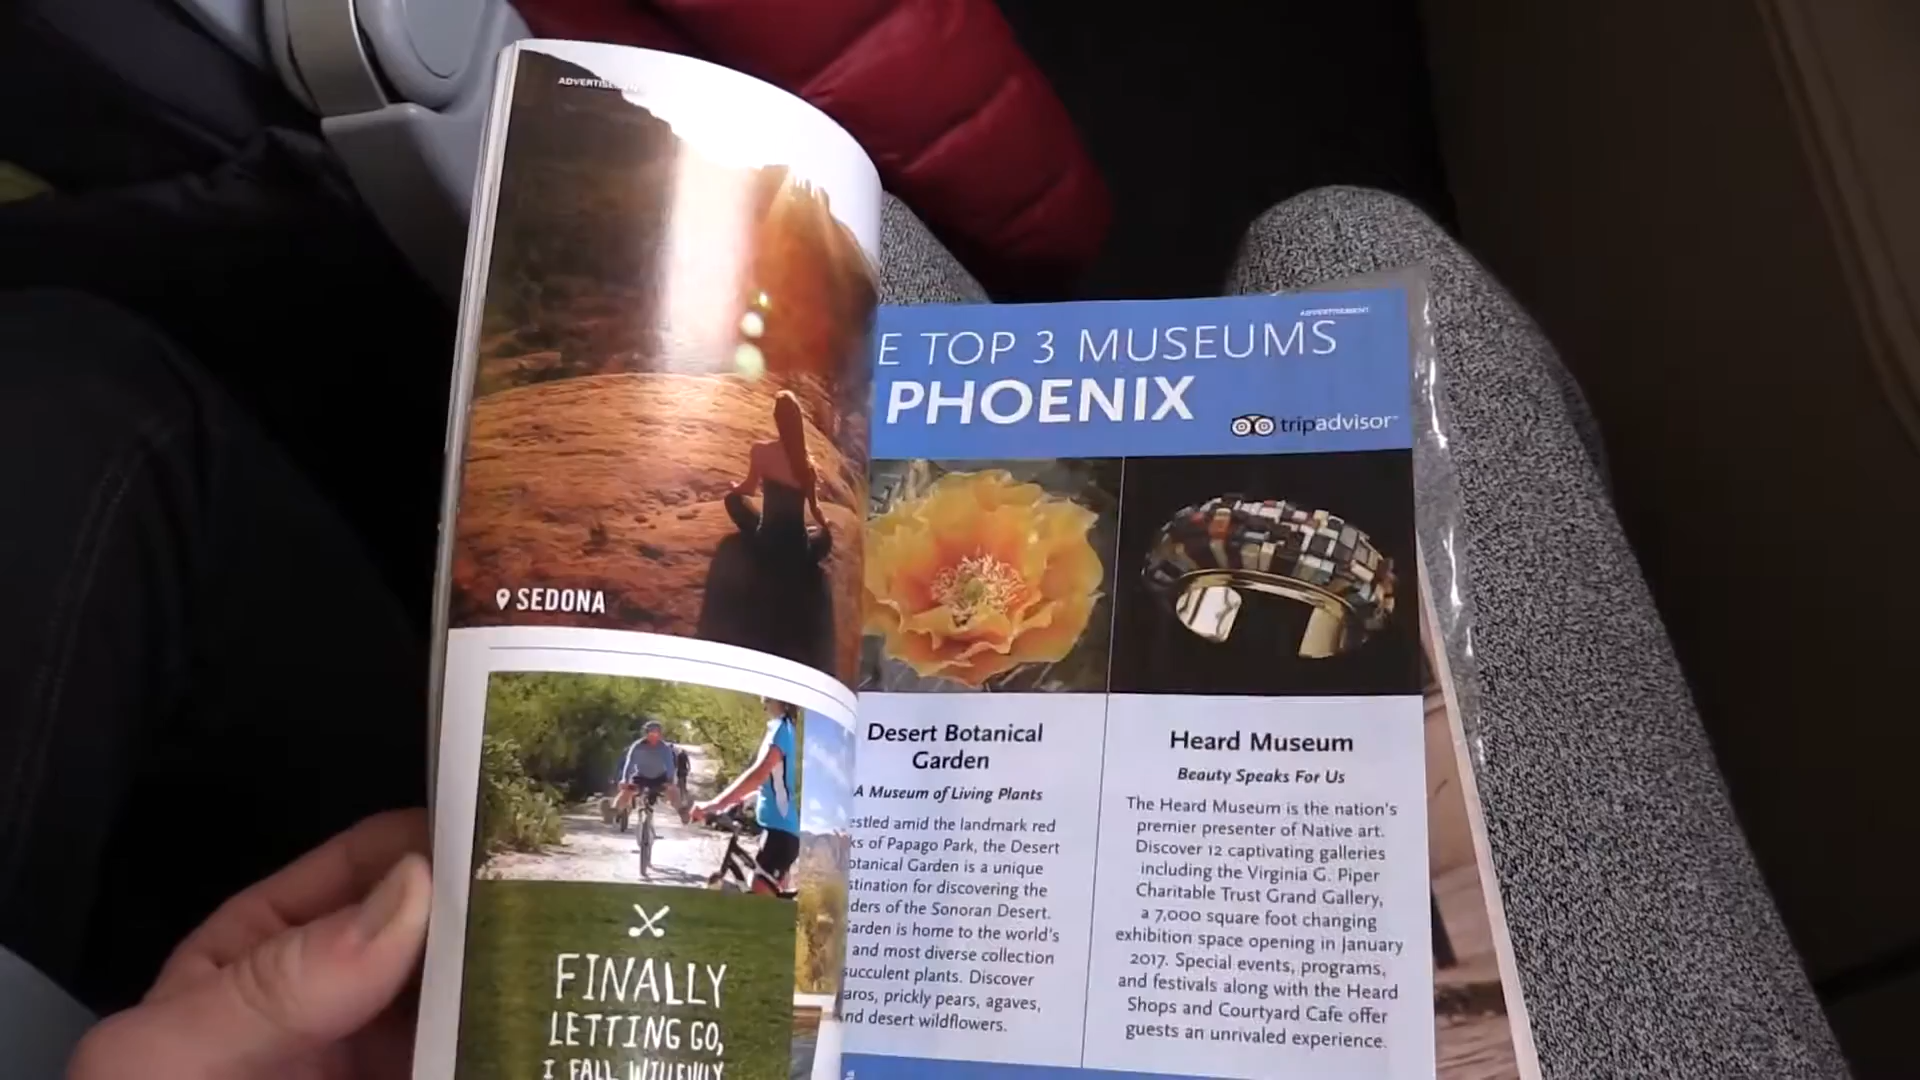 SEDONA
FINALLY
LETTING GO,
I FALL
ADVERTISEMENT
TOP 3 MUSEUMS
PHOENIX
tripadvisor
Desert Botanical
Garden
A Museum of Living Plants
amid the landmark red
of Papago Park, the Desert
Garden is a unique
for discovering the
of the Sonoran Desert.
is home to the world's
and most diverse collection
succulent plants. Discover
prickly pears, agaves,
desert wildflowers.
Heard Museum
Beauty Speaks For Us
The Heard Museum is the nation's
premier presenter of Native art.
Discover 12 captivating galleries
including the Virginia G. Piper
Charitable Trust Grand Gallery,
a 7,000 square foot changing
exhibition space opening in January
2017. Special events, programs,
and festivals along with the Heard
Shops and Courtyard Cafe offer
guests an unrivaled experience.